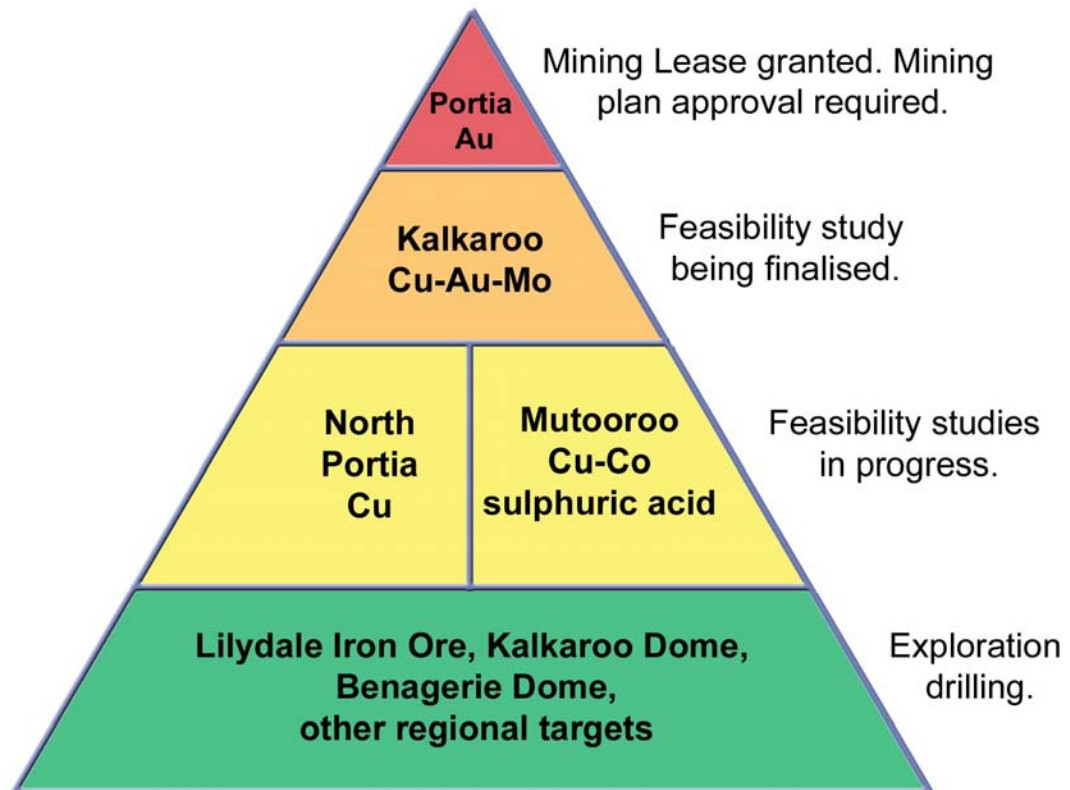 Portia
Au
Mining Lease granted. Mining
plan approval required.
Kalkaroo
Cu-Au-Mo
Feasibility study
being finalised.
North
Portia
Cu
Mutooroo
Cu-Co
sulphuric acid
Feasibility studies
in progress.
Lilydale Iron Ore, Kalkaroo Dome,
Benagerie Dome,
other regional targets
Exploration
drilling.